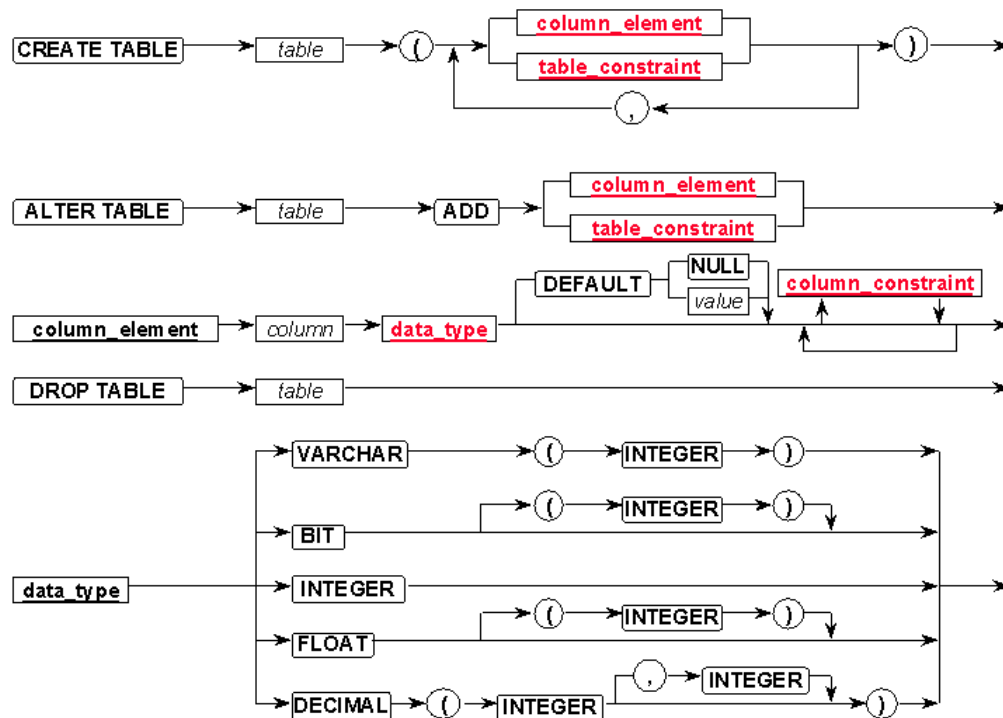 column_element
CREATE TABLE table ( )
table_constraint
,
column_element
ALTER TABLE table ADD
table_constraint
DEFAULT NULL column_constraint
value
column_element column data_type
DROP TABLE table
VARCHAR ( INTEGER )
( INTEGER )
BIT
data_type INTEGER
( INTEGER )
FLOAT
, INTEGER
DECIMAL ( INTEGER )